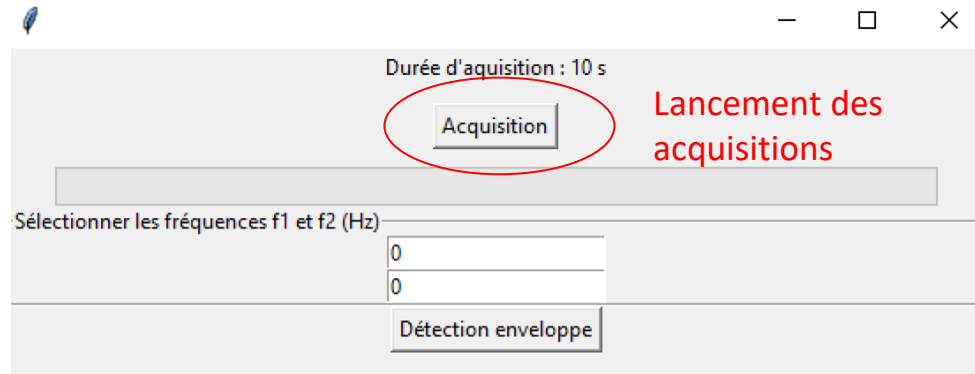 Durée d'aquisition : 10 s
Acquisition
Lancement des
acquisitions
Sélectionner les fréquences f1 et f2 (Hz)
0
0
Détection enveloppe